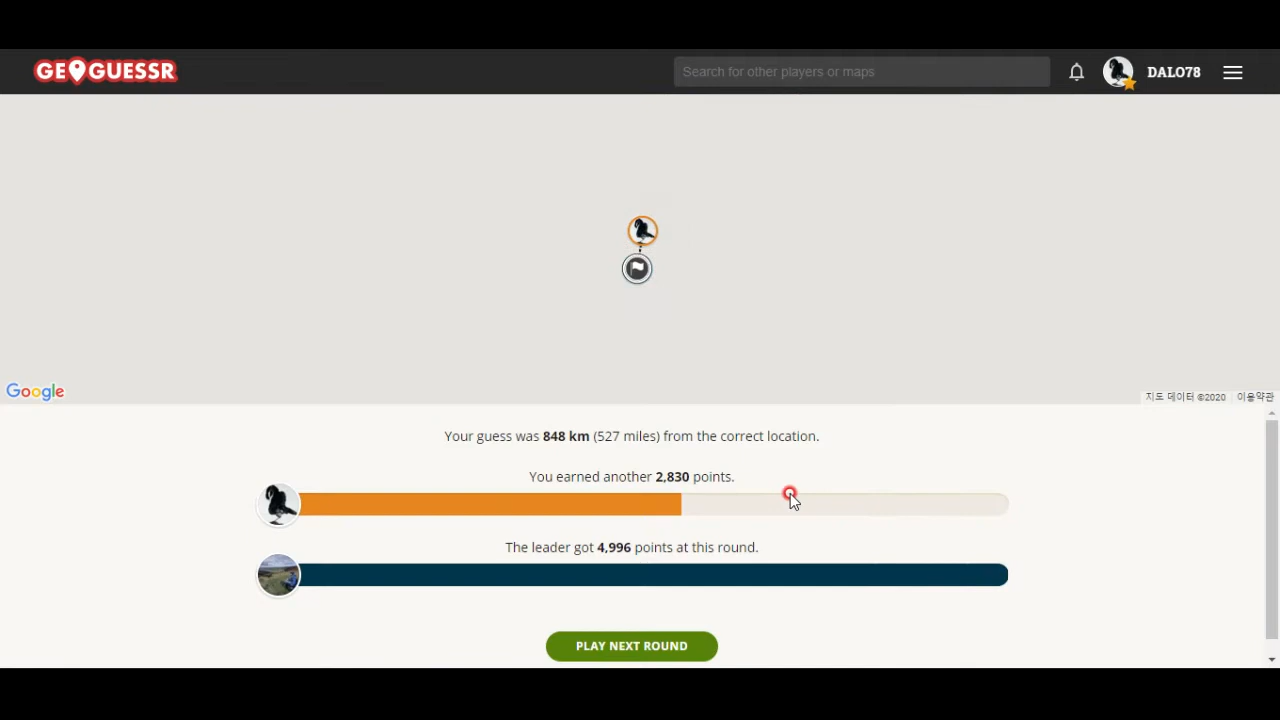 GEOGUESSR
Search for other players or maps
DALO78
Google
지도 데이터 ©2020
이용약관
Your guess was 848 km (527 miles) from the correct location.
You earned another 2,830 points.
The leader got 4,996 points at this round.
PLAY NEXT ROUND